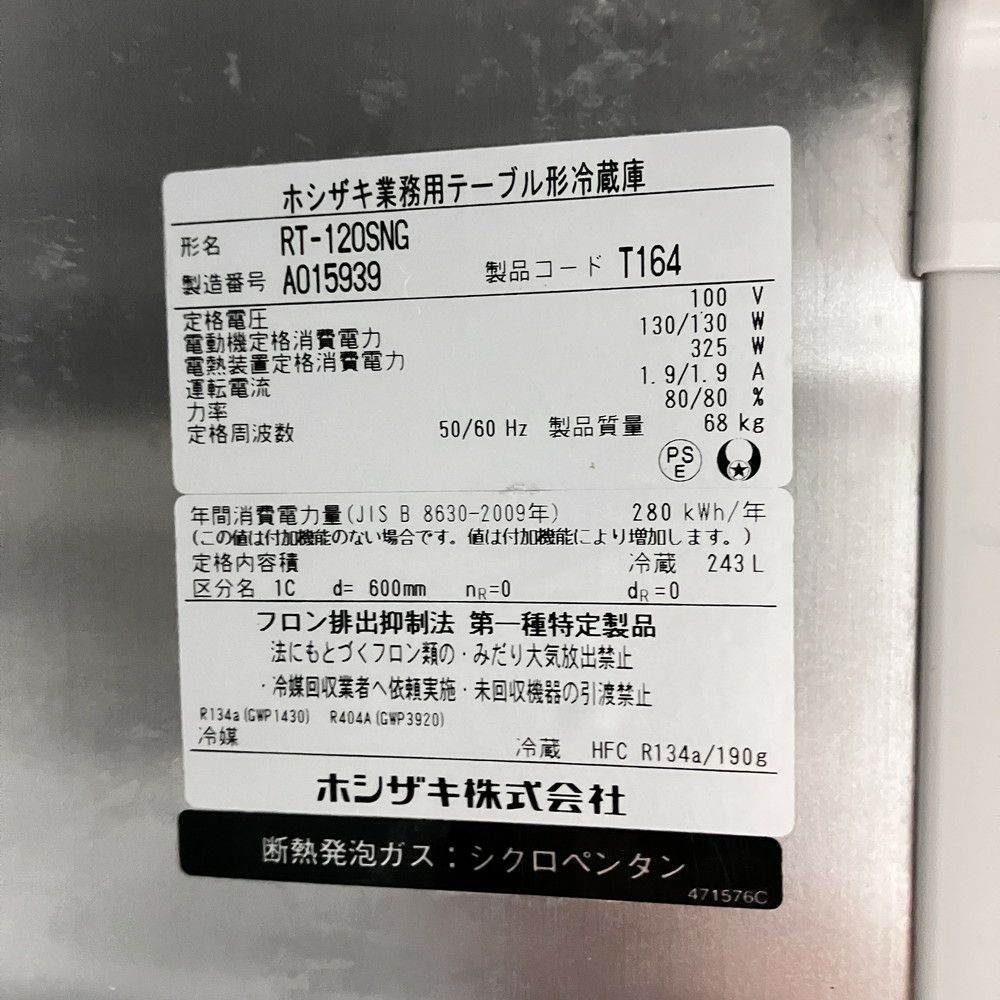 ホシザキ業務用テーブル形冷蔵庫
形名 RT-120SNG
製造番号 A015939 製品コード T164
定格電圧 100 V
電動機定格消費電力 130/130 W
電熱装置定格消費電力 325 W
運転電流 1.9/1.9 A
力率 80/80 %
定格周波数 50/60 Hz 製品質量 68 kg
PS E
年間消費電力量(JIS B 8630-2009年) 280 kWh/年
(この値は付加機能のない場合です。値は付加機能により増加します。)
定格内容積 冷蔵 243 L
区分名 1C d= 600mm nR=0 dR=0
フロン排出抑制法 第一種特定製品
法にもとづくフロン類の・みだり大気放出禁止
・冷媒回収業者へ依頼実施・未回収機器の引渡禁止
R134a(GWP1430) R404A(GWP3920)
冷媒 冷蔵 HFC R134a/190g
ホシザキ株式会社
断熱発泡ガス：シクロペンタン
471576C